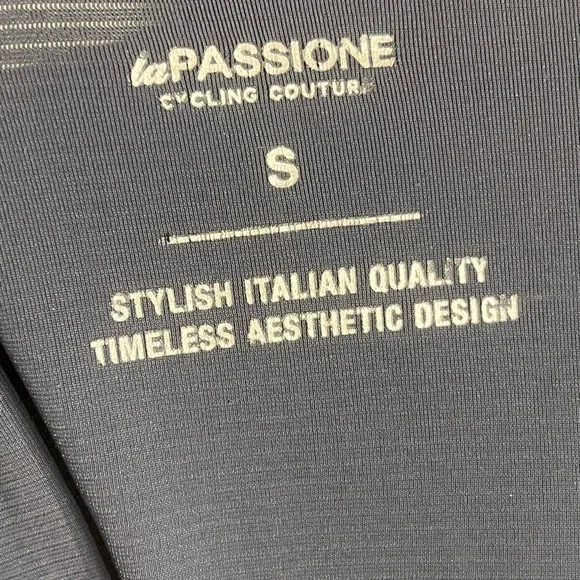 laPASSIONE
CYCLING COUTURE
S
STYLISH ITALIAN QUALITY
TIMELESS AESTHETIC DESIGN